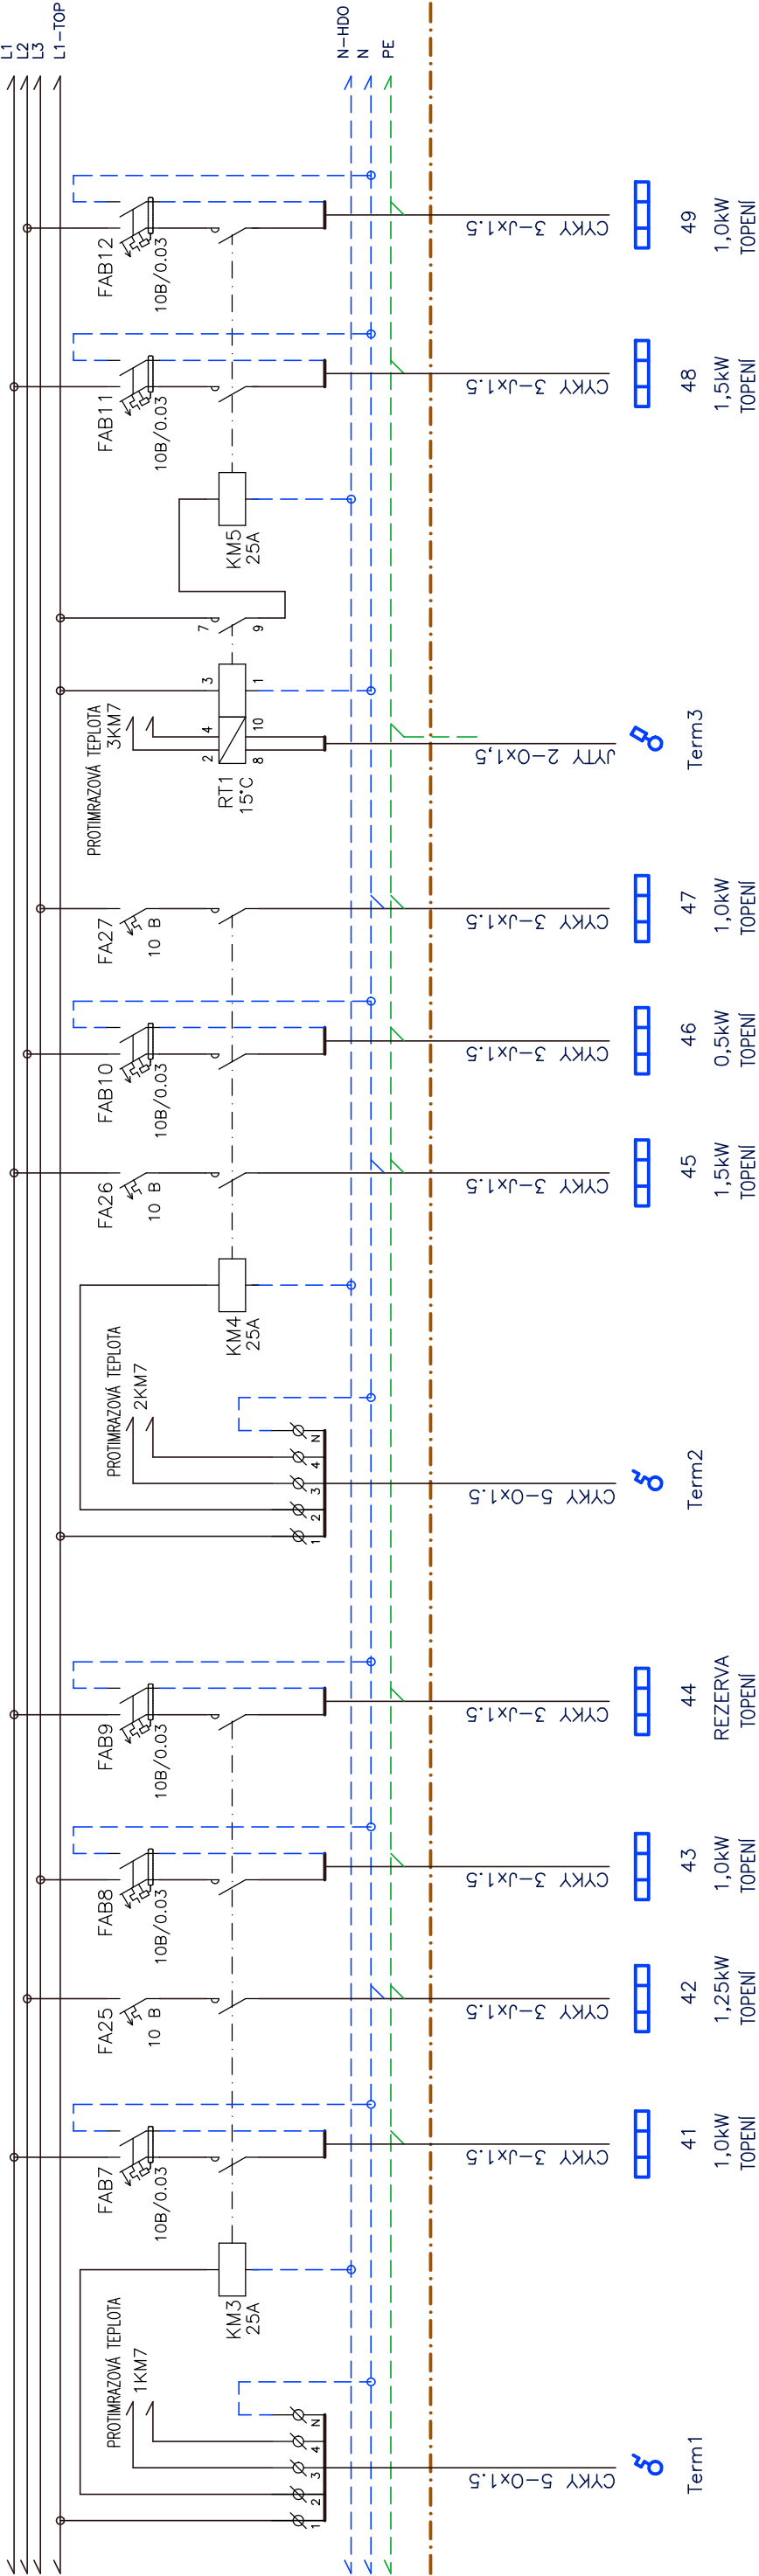 L1
L2
L3
L1-TOP
N-HDO
N
PE
Term1
CYKY 5-Ox1.5
1
2
3
4
N
PROTIMRAZOVÁ TEPLOTA
1KM7
KM3
25A
FAB7
10B/0.03
CYKY 3-Jx1.5
41
1,0kW
TOPENÍ
FA25
10 B
CYKY 3-Jx1.5
42
1,25kW
TOPENÍ
FAB8
10B/0.03
CYKY 3-Jx1.5
43
1,0kW
TOPENÍ
FAB9
10B/0.03
CYKY 3-Jx1.5
44
REZERVA
TOPENÍ
Term2
CYKY 5-Ox1.5
1
2
3
4
N
PROTIMRAZOVÁ TEPLOTA
2KM7
KM4
25A
FA26
10 B
CYKY 3-Jx1.5
45
1,5kW
TOPENÍ
FAB10
10B/0.03
CYKY 3-Jx1.5
46
0,5kW
TOPENÍ
FA27
10 B
CYKY 3-Jx1.5
47
1,0kW
TOPENÍ
PROTIMRAZOVÁ TEPLOTA
3KM7
RT1
15°C
2
4
3
8
10
1
7
9
JYTY 2-Ox1,5
Term3
KM5
25A
FAB11
10B/0.03
CYKY 3-Jx1.5
48
1,5kW
TOPENÍ
FAB12
10B/0.03
CYKY 3-Jx1.5
49
1,0kW
TOPENÍ